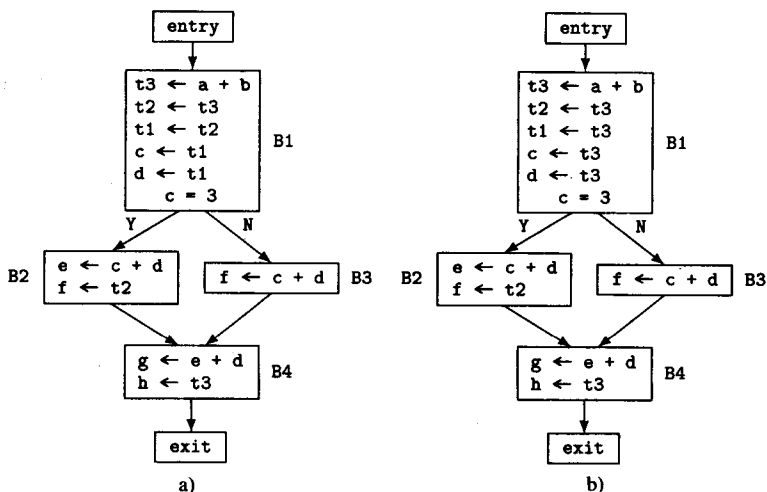 entry
t3 ← a + b
t2 ← t3
t1 ← t2
c ← t1
d ← t1
c = 3
B1
Y
N
B2
e ← c + d
f ← t2
f ← c + d
B3
g ← e + d
h ← t3
B4
exit
a)
entry
t3 ← a + b
t2 ← t3
t1 ← t3
c ← t3
d ← t3
c = 3
B1
Y
N
B2
e ← c + d
f ← t2
f ← c + d
B3
g ← e + d
h ← t3
B4
exit
b)